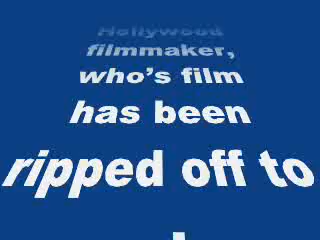 Hollywood
filmmaker,
who's film
has been
ripped off to